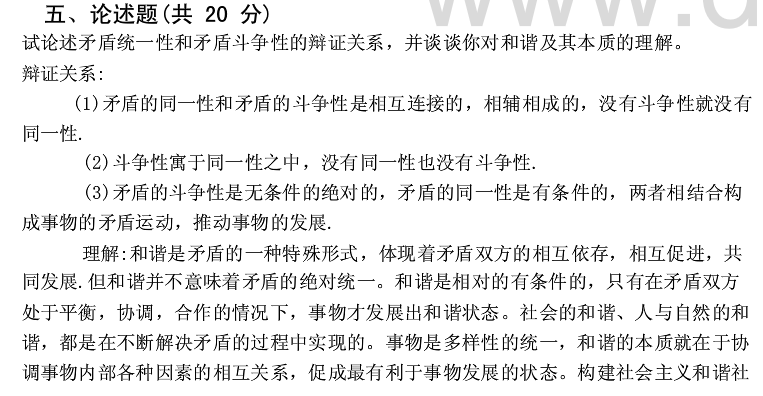 五、论述题(共 20 分)
www.d
试论述矛盾统一性和矛盾斗争性的辩证关系，并谈谈你对和谐及其本质的理解。
辩证关系:
(1)矛盾的同一性和矛盾的斗争性是相互连接的，相辅相成的，没有斗争性就没有
同一性.
(2)斗争性寓于同一性之中，没有同一性也没有斗争性.
(3)矛盾的斗争性是无条件的绝对的，矛盾的同一性是有条件的，两者相结合构
成事物的矛盾运动，推动事物的发展.
理解:和谐是矛盾的一种特殊形式，体现着矛盾双方的相互依存，相互促进，共
同发展.但和谐并不意味着矛盾的绝对统一。和谐是相对的有条件的，只有在矛盾双方
处于平衡，协调，合作的情况下，事物才发展出和谐状态。社会的和谐、人与自然的和
谐，都是在不断解决矛盾的过程中实现的。事物是多样性的统一，和谐的本质就在于协
调事物内部各种因素的相互关系，促成最有利于事物发展的状态。构建社会主义和谐社